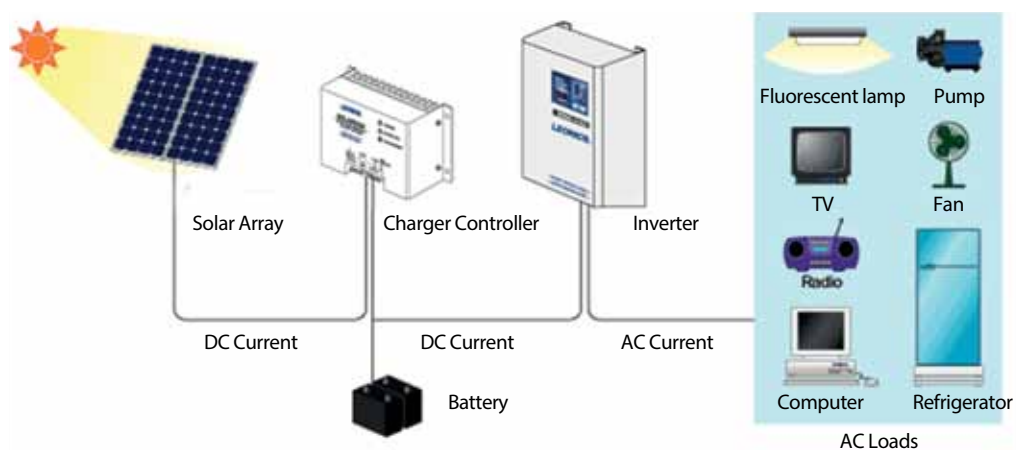 Fluorescent lamp
Pump
TV
Fan
Solar Array
Charger Controller
Inverter
Radio
DC Current
DC Current
AC Current
Battery
Computer
Refrigerator
AC Loads
LEONICS